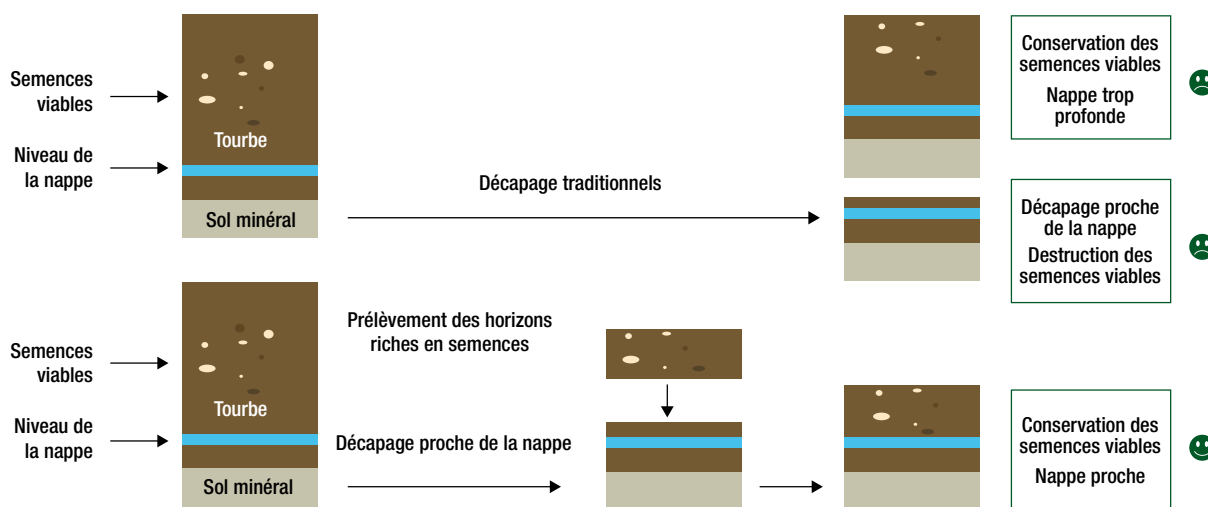 Semences
viables
Niveau de
la nappe
Tourbe
Sol minéral
Décapage traditionnels
Conservation des
semences viables
Nappe trop
profonde
Décapage proche
de la nappe
Destruction des
semences viables
Semences
viables
Niveau de
la nappe
Tourbe
Sol minéral
Prélèvement des horizons
riches en semences
Décapage proche de la nappe
Conservation des
semences viables
Nappe proche